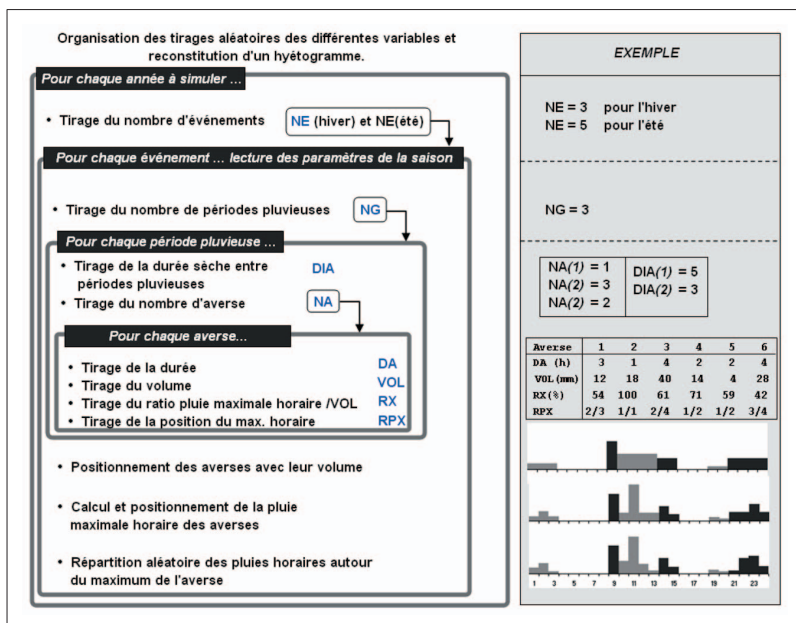 Organisation des tirages aléatoires des différentes variables et
reconstitution d'un hyétogramme.
Pour chaque année à simuler ...
• Tirage du nombre d'événements NE (hiver) et NE(été)
Pour chaque événement ... lecture des paramètres de la saison
• Tirage du nombre de périodes pluvieuses NG
Pour chaque période pluvieuse ...
• Tirage de la durée sèche entre DIA
périodes pluvieuses
• Tirage du nombre d'averse NA
Pour chaque averse...
• Tirage de la durée DA
• Tirage du volume VOL
• Tirage du ratio pluie maximale horaire /VOL RX
• Tirage de la position du max. horaire RPX
• Positionnement des averses avec leur volume
• Calcul et positionnement de la pluie
maximale horaire des averses
• Répartition aléatoire des pluies horaires autour
du maximum de l'averse
EXEMPLE
NE = 3 pour l'hiver
NE = 5 pour l'été
NG = 3
NA(1) = 1 DIA(1) = 5
NA(2) = 3 DIA(2) = 3
NA(2) = 2
Averse 1 2 3 4 5 6
DA (h) 3 1 4 2 2 4
VOL(mm) 12 18 40 14 4 28
RX(%) 54 100 61 71 59 42
RPX 2/3 1/1 2/4 1/2 1/2 3/4
1 3 5 7 9 11 13 15 17 19 21 23